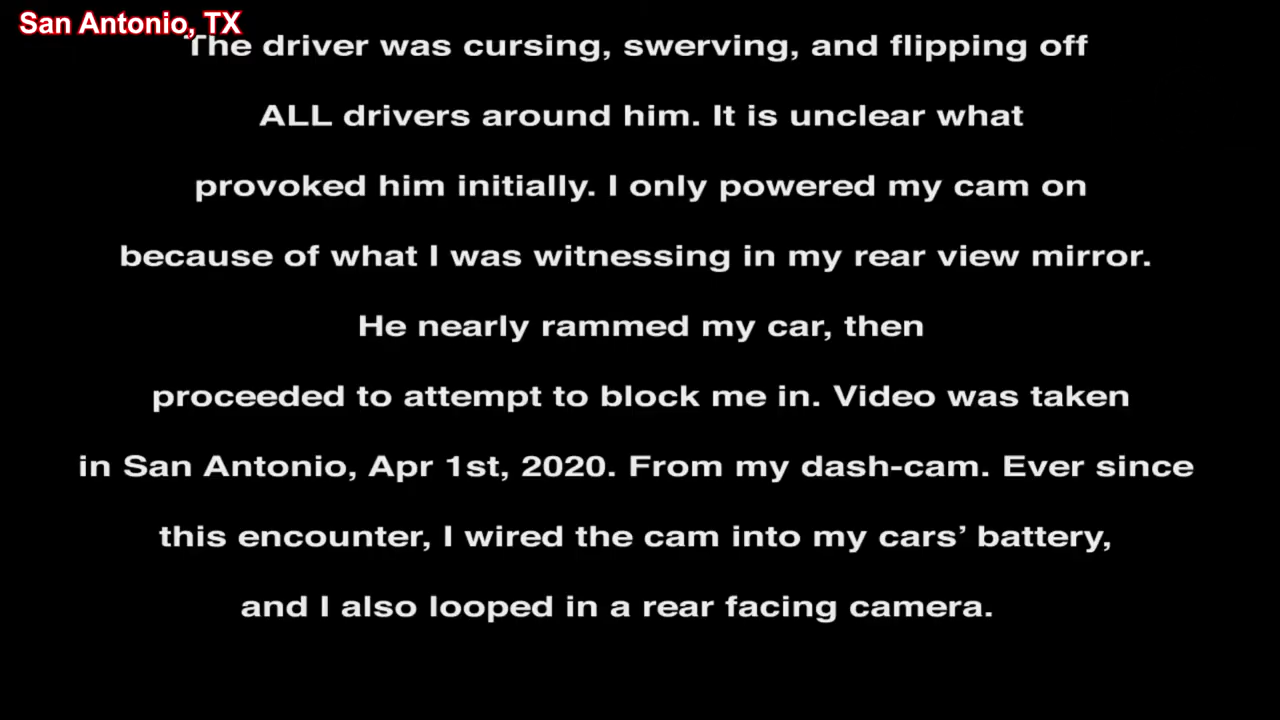 San Antonio, TX
The driver was cursing, swerving, and flipping off
ALL drivers around him. It is unclear what
provoked him initially. I only powered my cam on
because of what I was witnessing in my rear view mirror.
He nearly rammed my car, then
proceeded to attempt to block me in. Video was taken
in San Antonio, Apr 1st, 2020. From my dash-cam. Ever since
this encounter, I wired the cam into my cars’ battery,
and I also looped in a rear facing camera.